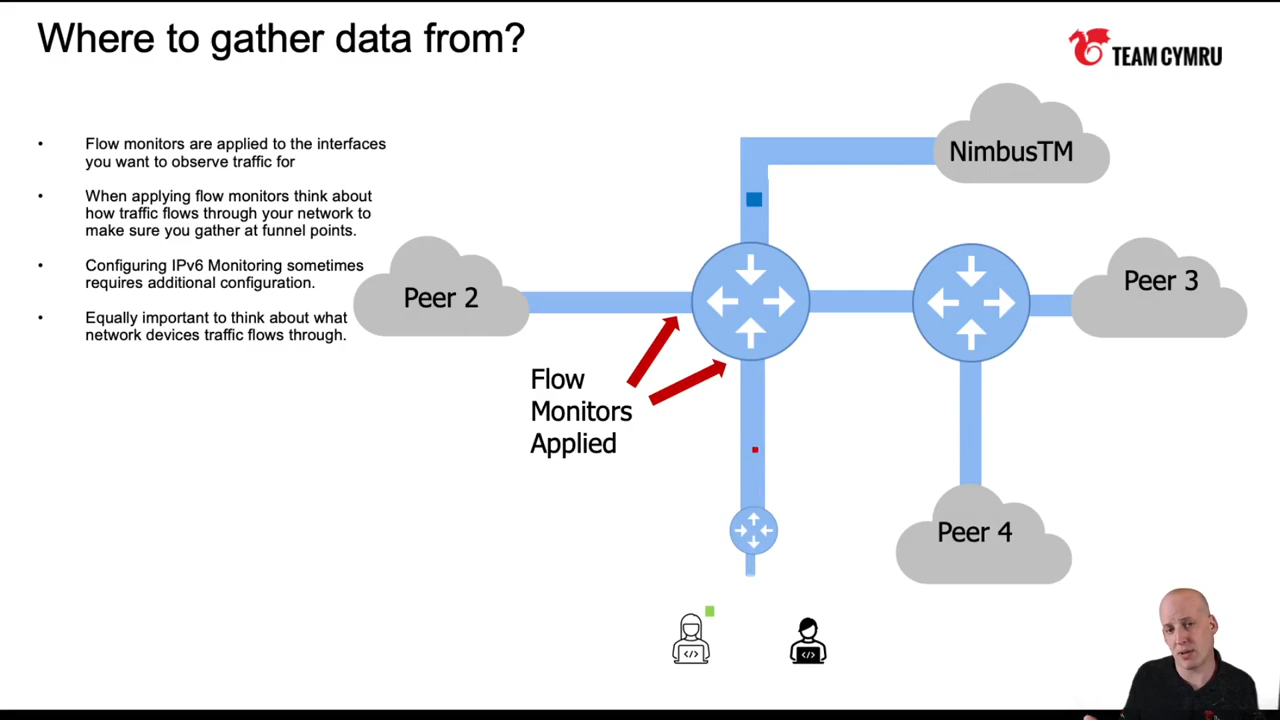 Where to gather data from?
TEAM CYMRU
• Flow monitors are applied to the interfaces
you want to observe traffic for
• When applying flow monitors think about
how traffic flows through your network to
make sure you gather at funnel points.
• Configuring IPv6 Monitoring sometimes
requires additional configuration.
• Equally important to think about what
network devices traffic flows through.
NimbusTM
Peer 2
Peer 3
Flow
Monitors
Applied
Peer 4
</>
</>